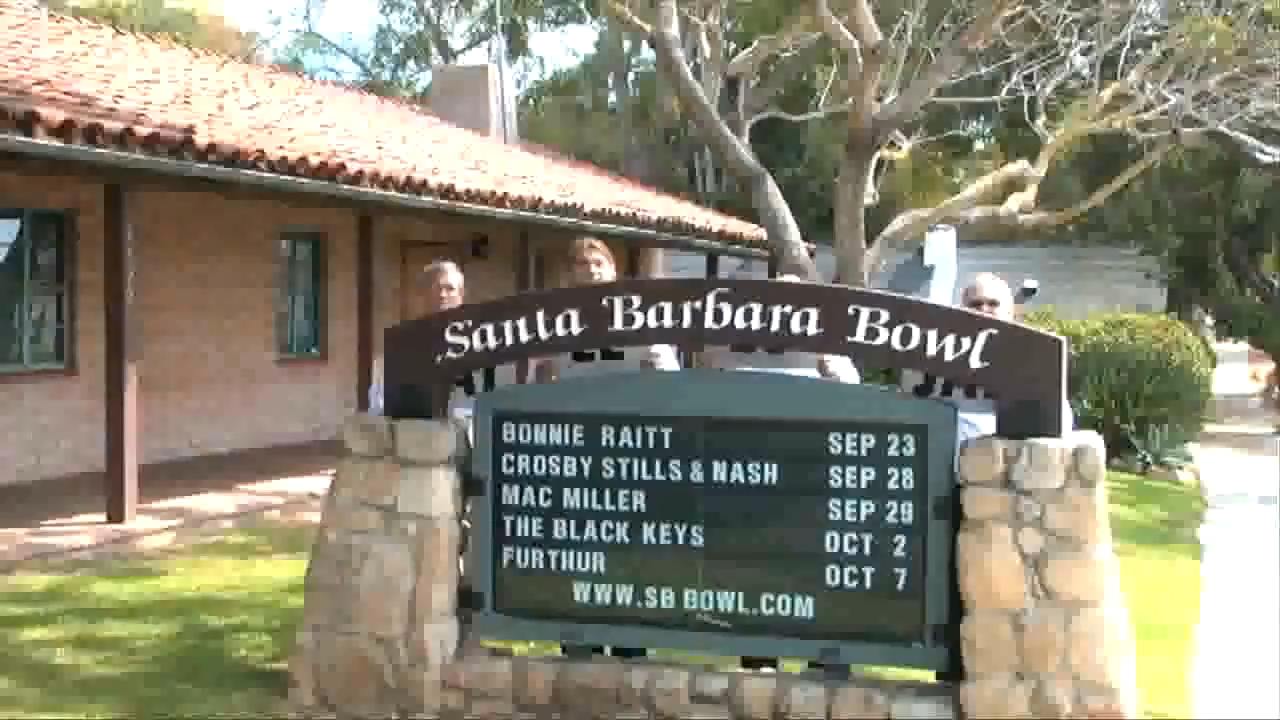 Santa Barbara Bowl
BONNIE RAITT SEP 23
CROSBY STILLS & NASH SEP 28
MAC MILLER SEP 29
THE BLACK KEYS OCT 2
FURTHUR OCT 7
WWW.SB BOWL.COM